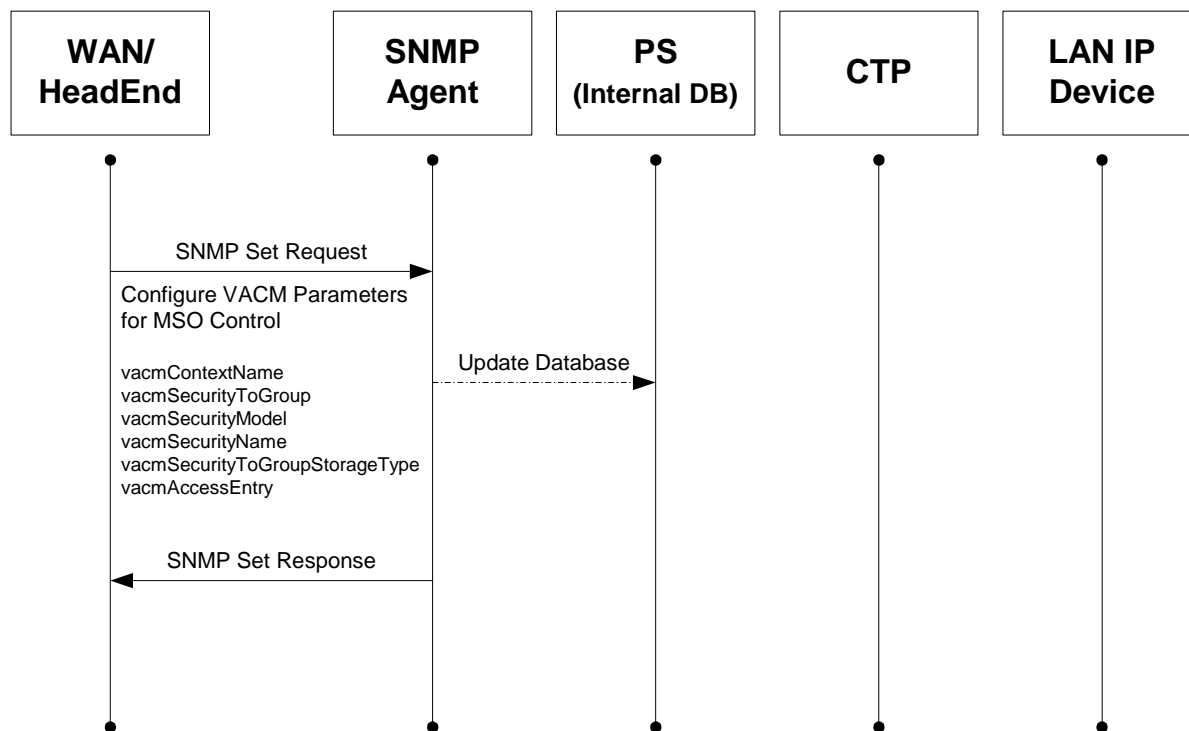 WAN/
HeadEnd
SNMP
Agent
PS
(Internal DB)
CTP
LAN IP
Device
SNMP Set Request
Configure VACM Parameters
for MSO Control
vacmContextName
vacmSecurityToGroup
vacmSecurityModel
vacmSecurityName
vacmSecurityToGroupStorageType
vacmAccessEntry
Update Database
SNMP Set Response